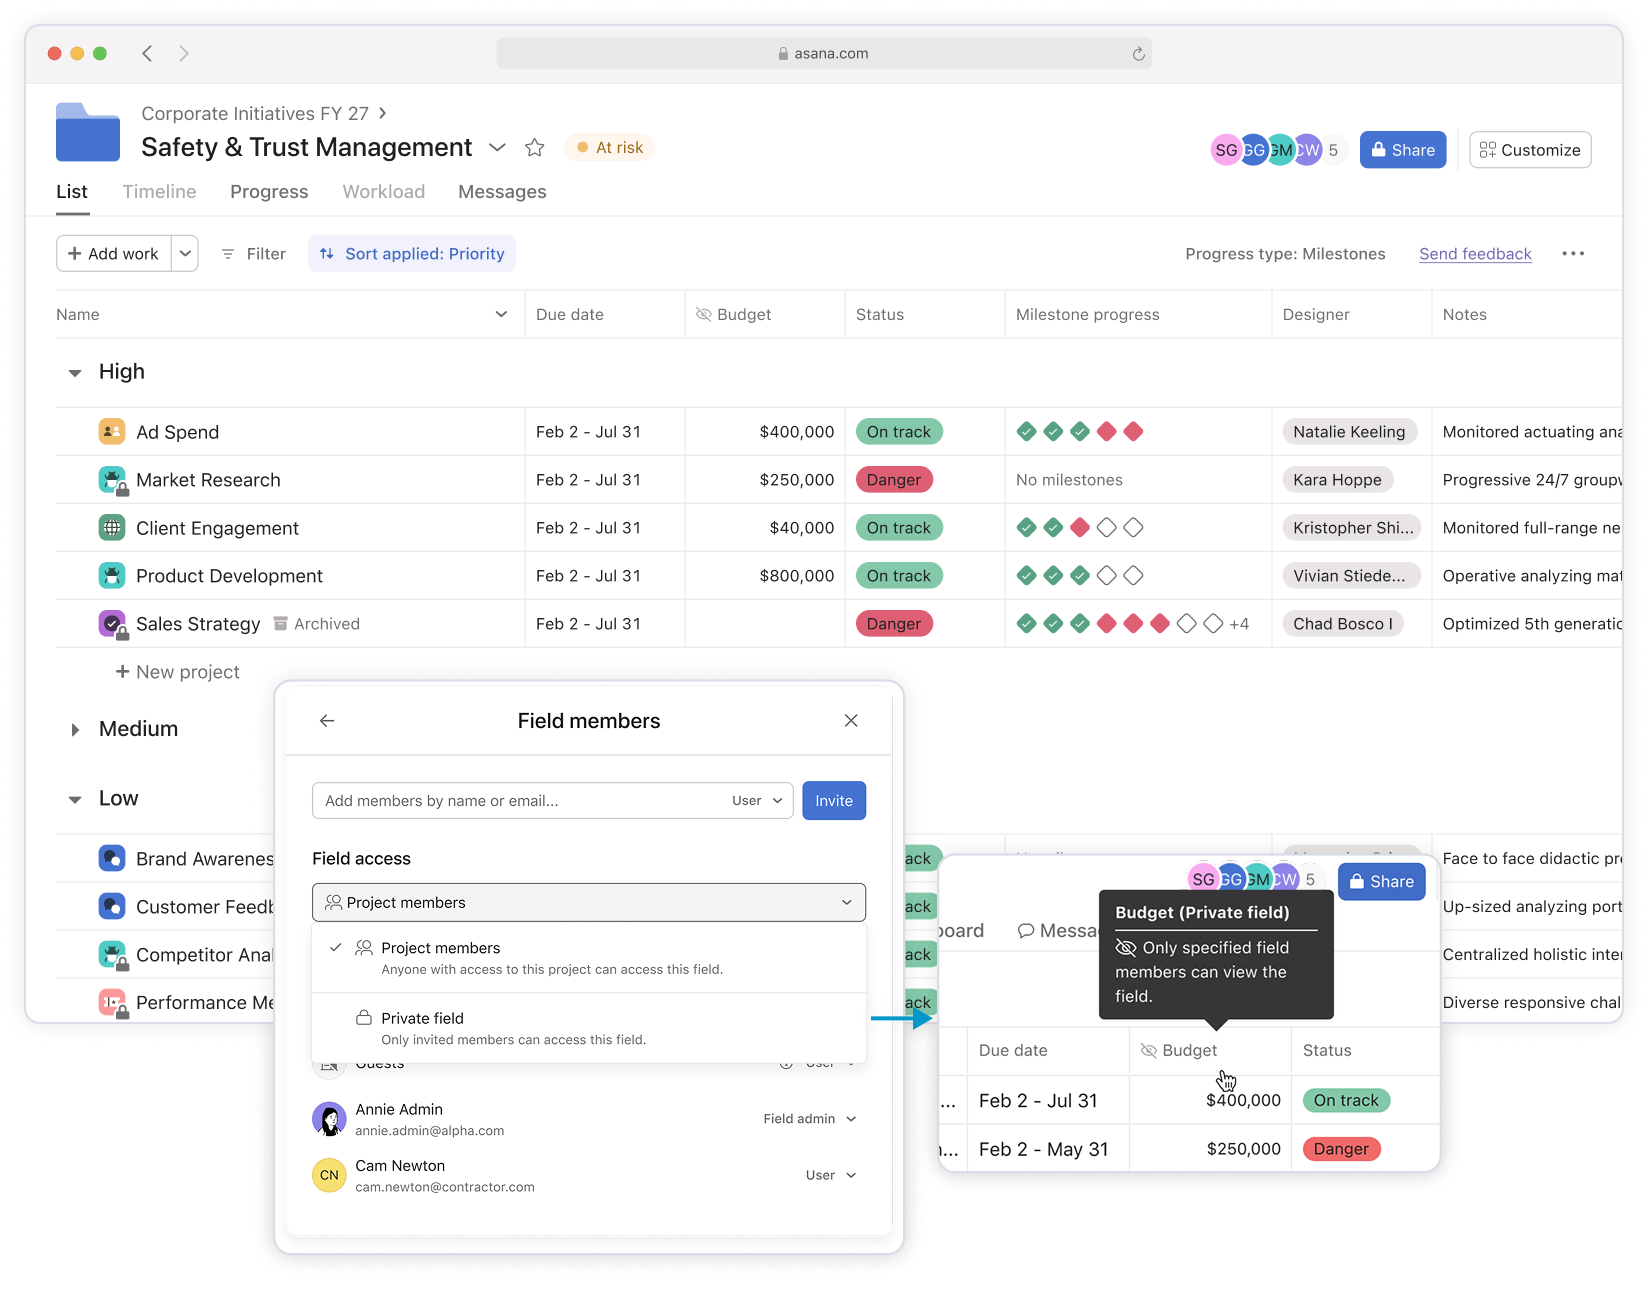 asana.com
Corporate Initiatives FY 27
Safety & Trust Management
At risk
SG GG GM CW 5
Share
Customize
List Timeline Progress Workload Messages
Add work
Filter
Sort applied: Priority
Progress type: Milestones
Send feedback
Name Due date Budget Status Milestone progress Designer Notes
High
Ad Spend Feb 2 - Jul 31 $400,000 On track Natalie Keeling Monitored actuating ana
Market Research Feb 2 - Jul 31 $250,000 Danger No milestones Kara Hoppe Progressive 24/7 groupw
Client Engagement Feb 2 - Jul 31 $40,000 On track Kristopher Shi... Monitored full-range ne
Product Development Feb 2 - Jul 31 $800,000 On track Vivian Stiede... Operative analyzing mat
Sales Strategy Archived Feb 2 - Jul 31 Danger +4 Chad Bosco I Optimized 5th generatio
New project
Medium
Low
Brand Awarenes ack Face to face didactic pr
Customer Feedb ack Up-sized analyzing port
Competitor Anal ack Centralized holistic inter
Performance Me ack Diverse responsive chal
Field members
Add members by name or email...
User
Invite
Field access
Project members
Project members
Anyone with access to this project can access this field.
Private field
Only invited members can access this field.
Guests User
Annie Admin
annie.admin@alpha.com
Field admin
CN
Cam Newton
cam.newton@contractor.com
User
SG GG GM CW 5
Share
board Messa
Budget (Private field)
Only specified field
members can view the
field.
Due date Budget Status
... Feb 2 - Jul 31 $400,000 On track
... Feb 2 - May 31 $250,000 Danger